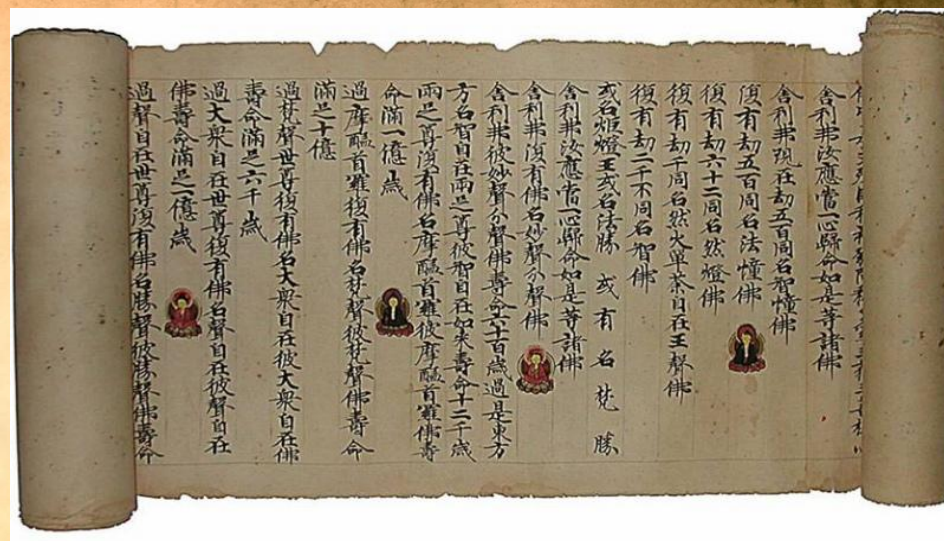 舍利弗汝應當一心歸命如是等諸佛
舍利弗現在劫五百同名智幢佛
復有劫五百同名法幢佛
復有劫六十二同名然燈佛
復有劫千同名然火單荼自在王聲佛
復有劫二千不同名智佛
或名炬燈王或名法勝 或有名梵勝
舍利弗汝應當一心歸命如是等諸佛
舍利弗復有佛名妙聲分聲佛
舍利弗彼妙聲分聲佛壽命六十百歲過是東方
方名智自在兩足尊彼智自在如來壽命十二千歲
兩足尊復有佛名摩醯首羅彼摩醯首羅佛壽
命滿一億歲
過摩醯首羅復有佛名梵聲彼梵聲佛壽命
滿足十億
過梵聲世尊復有佛名大衆自在彼大衆自在佛
壽命滿足六千歲
過大衆自在世尊復有佛名聲自在彼聲自在
佛壽命滿足一億歲
過聲自在世尊復有佛名勝聲彼勝聲佛壽命